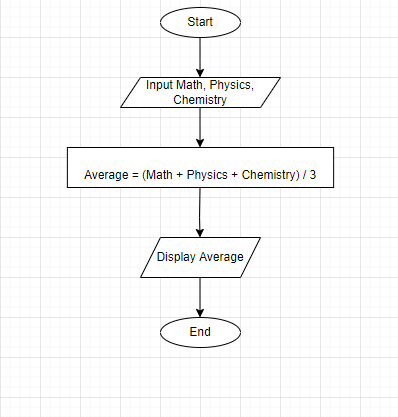 Start
Input Math, Physics,
Chemistry
Average = (Math + Physics + Chemistry) / 3
Display Average
End